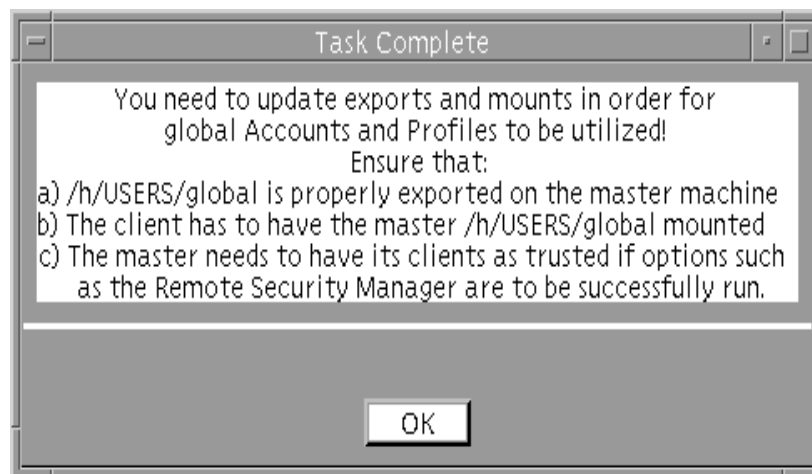 Task Complete
You need to update exports and mounts in order for
global Accounts and Profiles to be utilized!
Ensure that:
a) /h/USERS/global is properly exported on the master machine
b) The client has to have the master /h/USERS/global mounted
c) The master needs to have its clients as trusted if options such
as the Remote Security Manager are to be successfully run.
OK